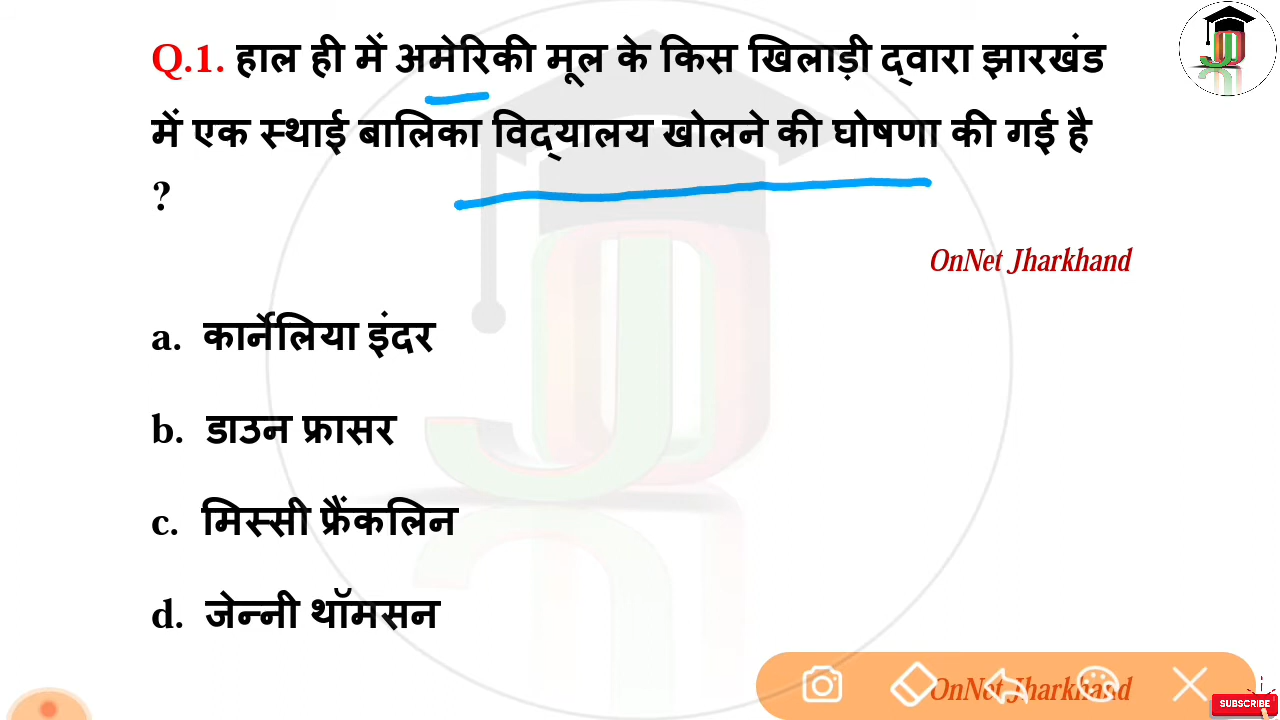 Q.1. हाल ही में अमेरिकी मूल के किस खिलाड़ी द्वारा झारखंड
में एक स्थाई बालिका विद्यालय खोलने की घोषणा की गई है
?
OnNet Jharkhand
a. कार्नेलिया इंदर
b. डाउन फ्रासर
c. मिस्सी फ्रैंकलिन
d. जेन्नी थॉमसन
OnNet Jharkhand
SUBSCRIBE